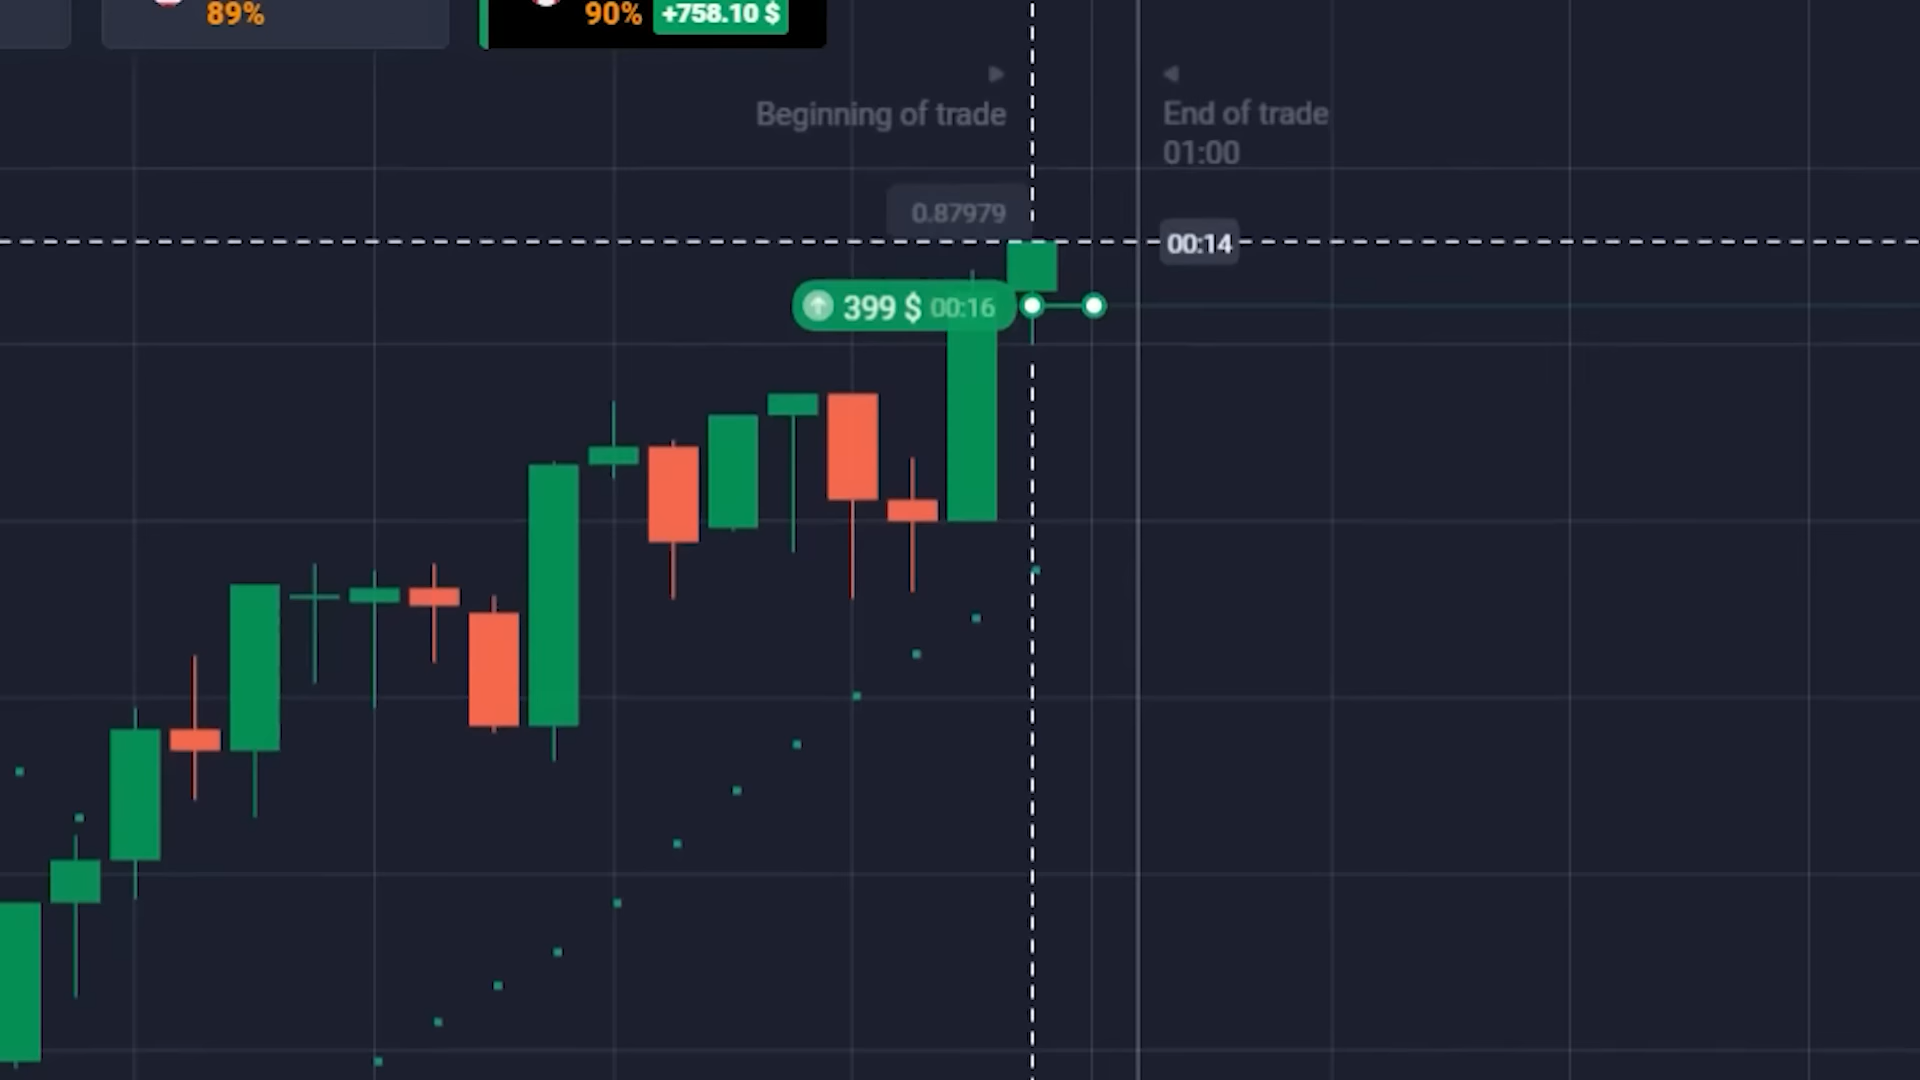 89%
90% +758.10 $
Beginning of trade
End of trade
01:00
0.87979
00:14
399 $ 00:16